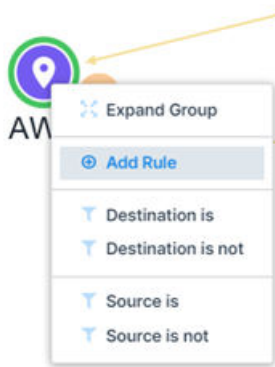 AW
Expand Group
Add Rule
Destination is
Destination is not
Source is
Source is not